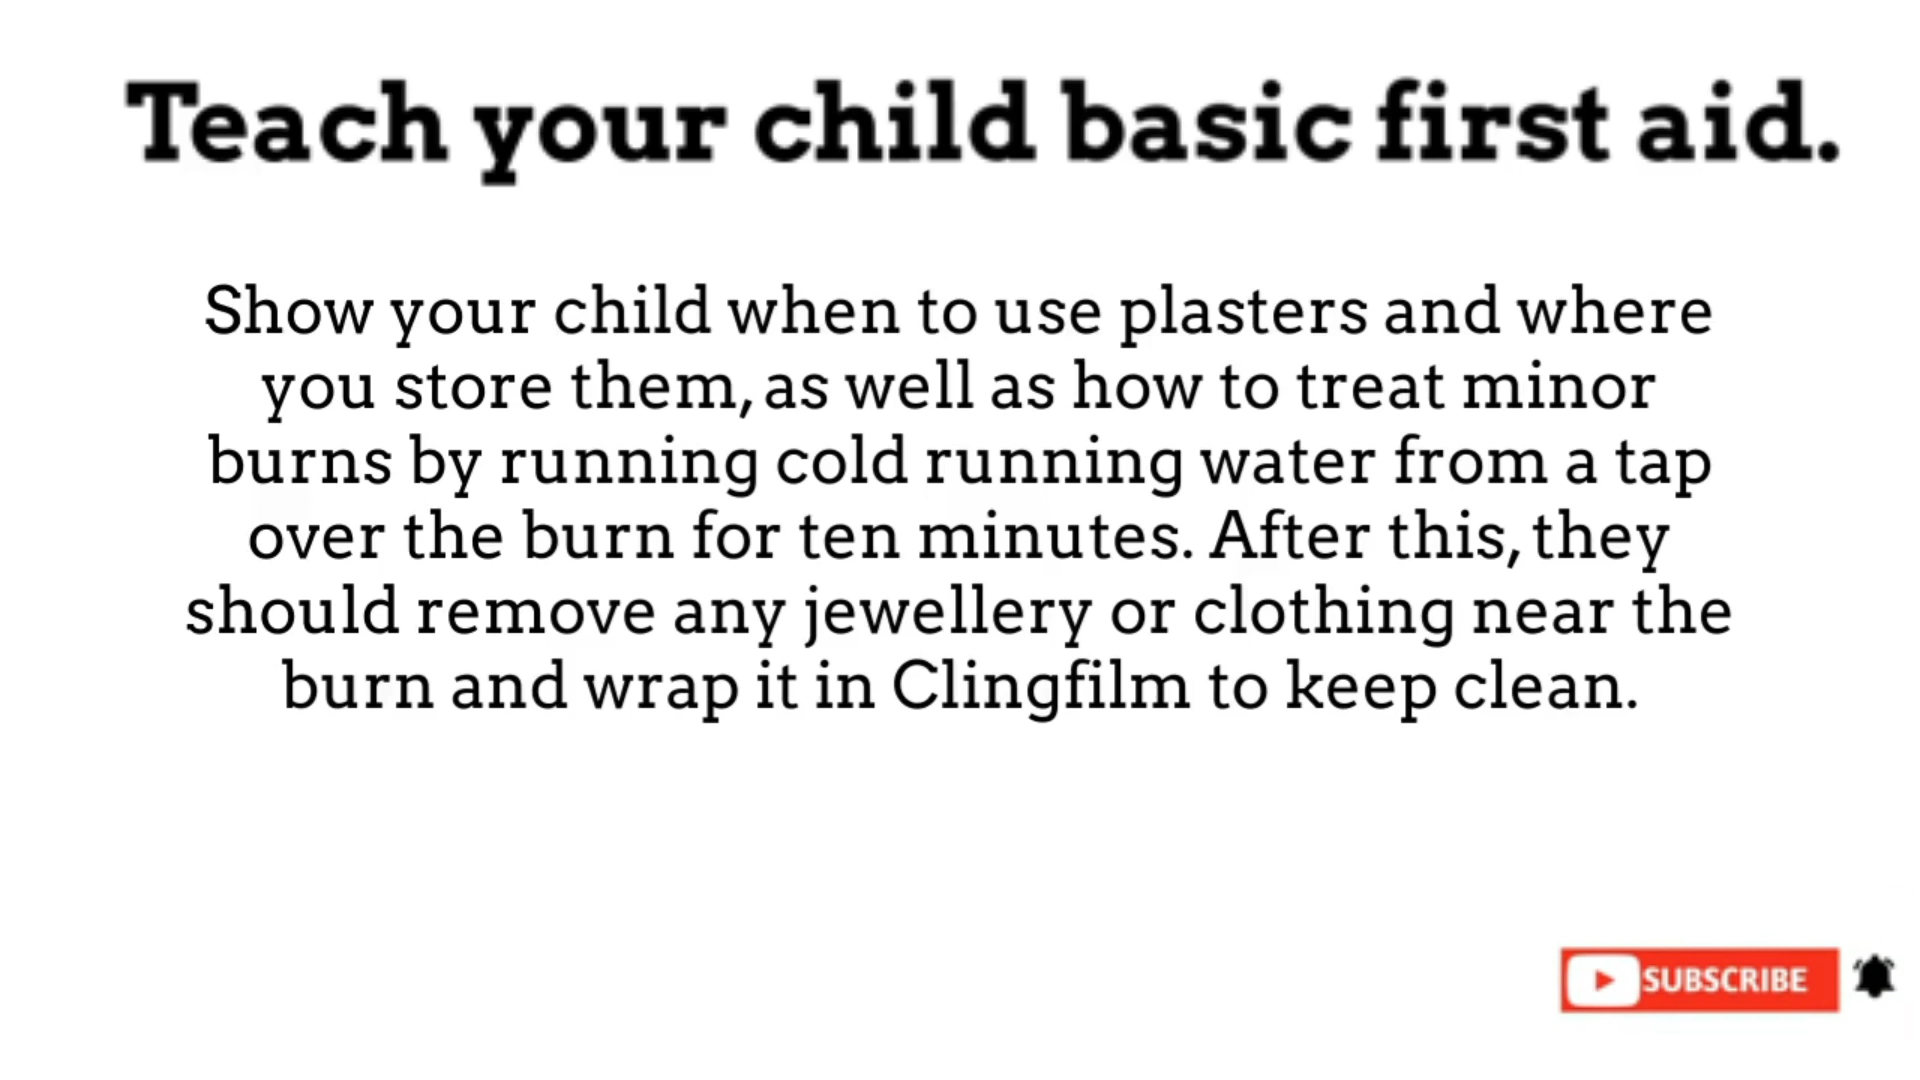 Teach your child basic first aid.
Show your child when to use plasters and where
you store them, as well as how to treat minor
burns by running cold running water from a tap
over the burn for ten minutes. After this, they
should remove any jewellery or clothing near the
burn and wrap it in Clingfilm to keep clean.
SUBSCRIBE